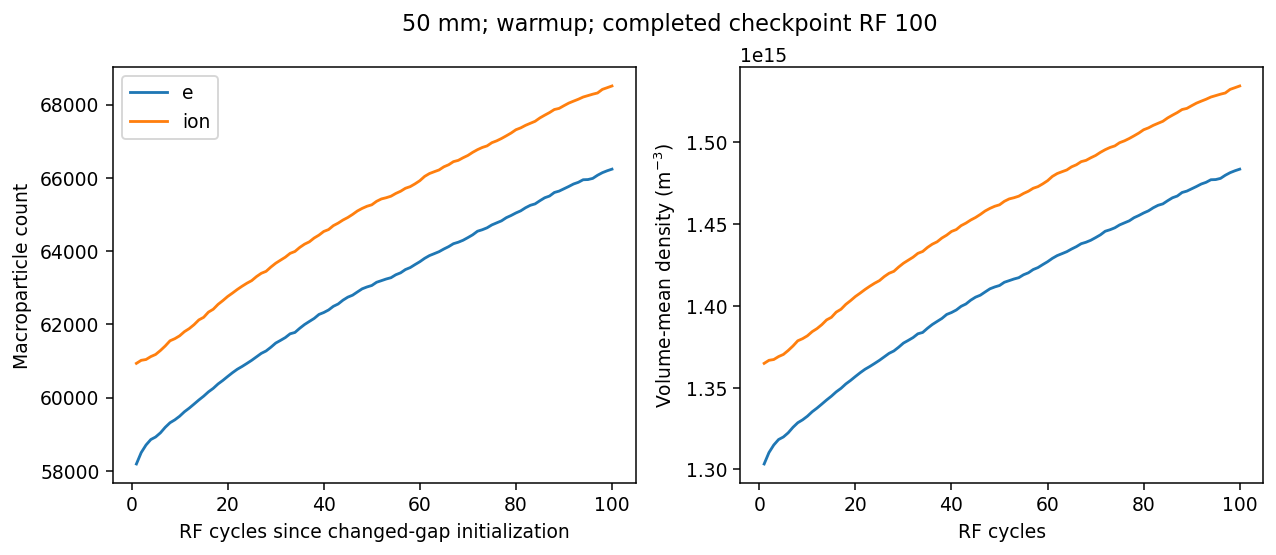 50 mm; warmup; completed checkpoint RF 100
Macroparticle count
68000
66000
64000
62000
60000
58000
e
ion
0 20 40 60 80 100
RF cycles since changed-gap initialization
1e15
Volume-mean density (m⁻³)
1.50
1.45
1.40
1.35
1.30
0 20 40 60 80 100
RF cycles